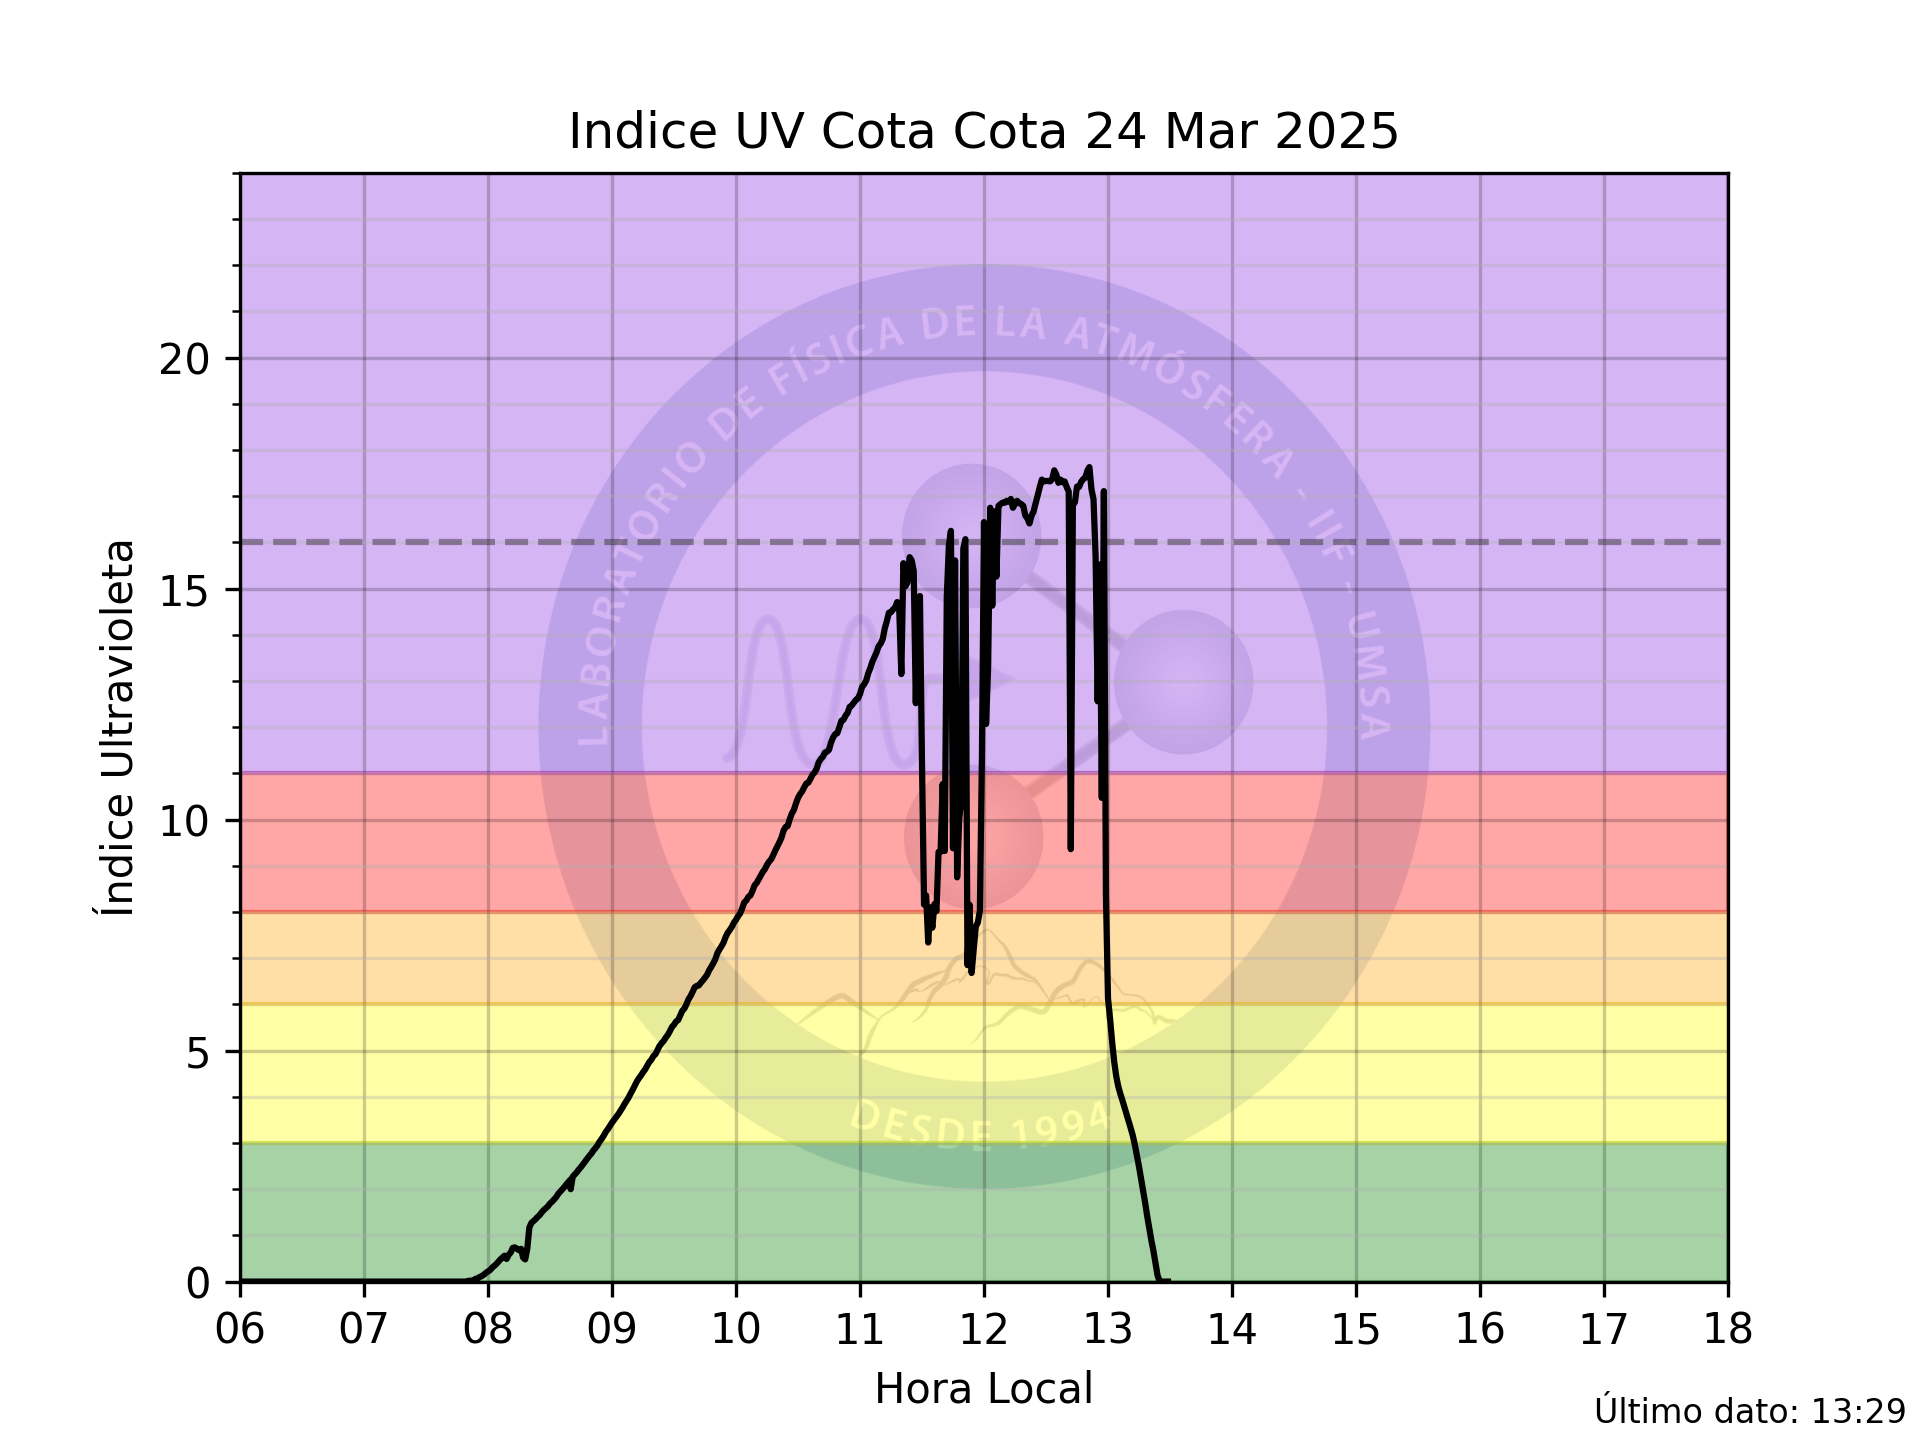 Indice UV Cota Cota 24 Mar 2025
20
15
10
5
0
Índice Ultravioleta
LABORATORIO DE FÍSICA DE LA ATMÓSFERA - IIF - UMSA
DESDE 1994
06 07 08 09 10 11 12 13 14 15 16 17 18
Hora Local
Último dato: 13:29